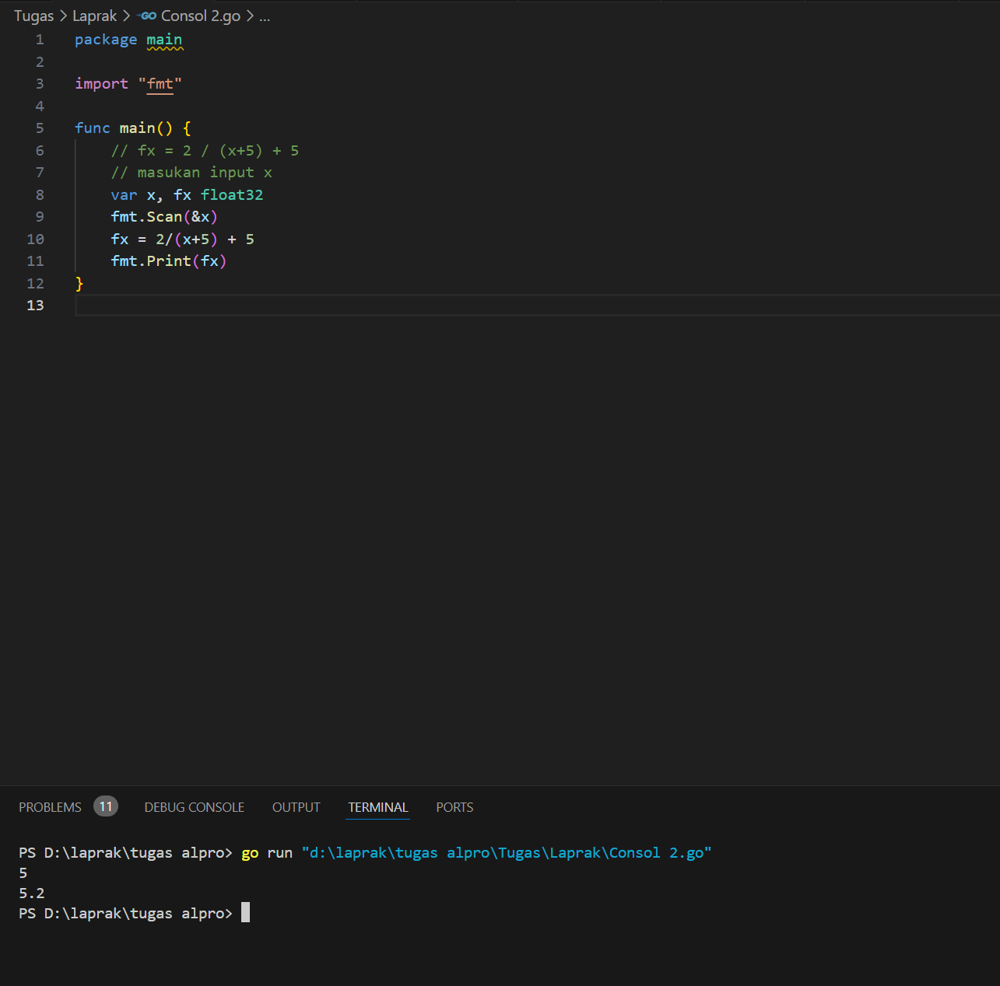 Tugas > Laprak > GO Consol 2.go > ...
1 package main
2
3 import "fmt"
4
5 func main() {
6 // fx = 2 / (x+5) + 5
7 // masukan input x
8 var x, fx float32
9 fmt.Scan(&x)
10 fx = 2/(x+5) + 5
11 fmt.Print(fx)
12 }
13
PROBLEMS 11 DEBUG CONSOLE OUTPUT TERMINAL PORTS
PS D:\laprak\tugas alpro> go run "d:\laprak\tugas alpro\Tugas\Laprak\Consol 2.go"
5
5.2
PS D:\laprak\tugas alpro>